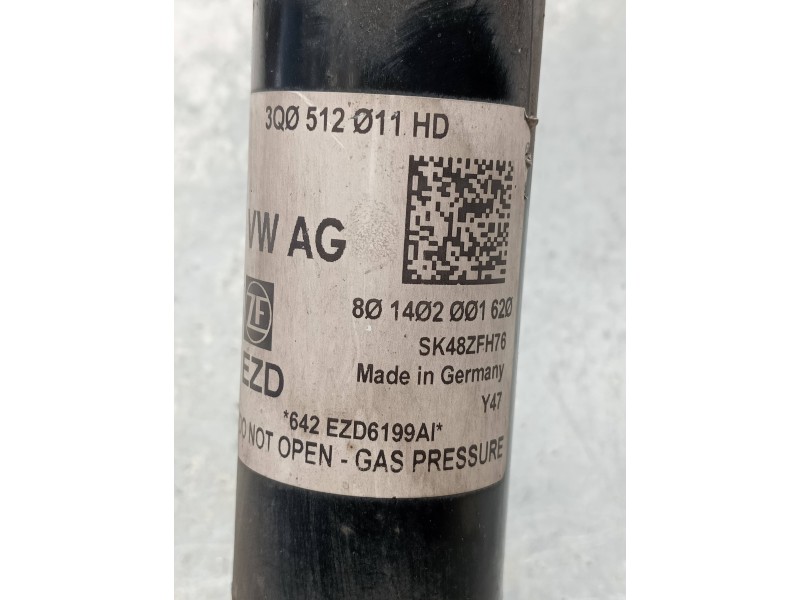 3QØ 512 Ø11 HD
VW AG
8Ø 14Ø2 ØØ1 62Ø
ZF
SK48ZFH76
EZD
Made in Germany
Y47
*642 EZD6199AI*
DO NOT OPEN - GAS PRESSURE